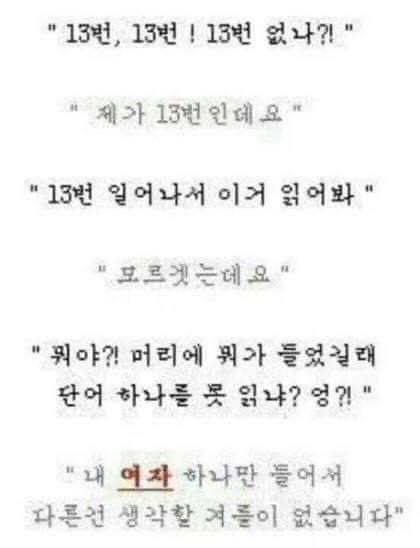 " 13번, 13번 ! 13번 없나?! "
" 제가 13번인데요 "
" 13번 일어나서 이거 읽어봐 "
" 모르겟는데요 "
" 뭐야?! 머리에 뭐가 들었길래
단어 하나를 못 읽냐? 엉?! "
" 내 여자 하나만 들어서
다른건 생각할 겨를이 없습니다"